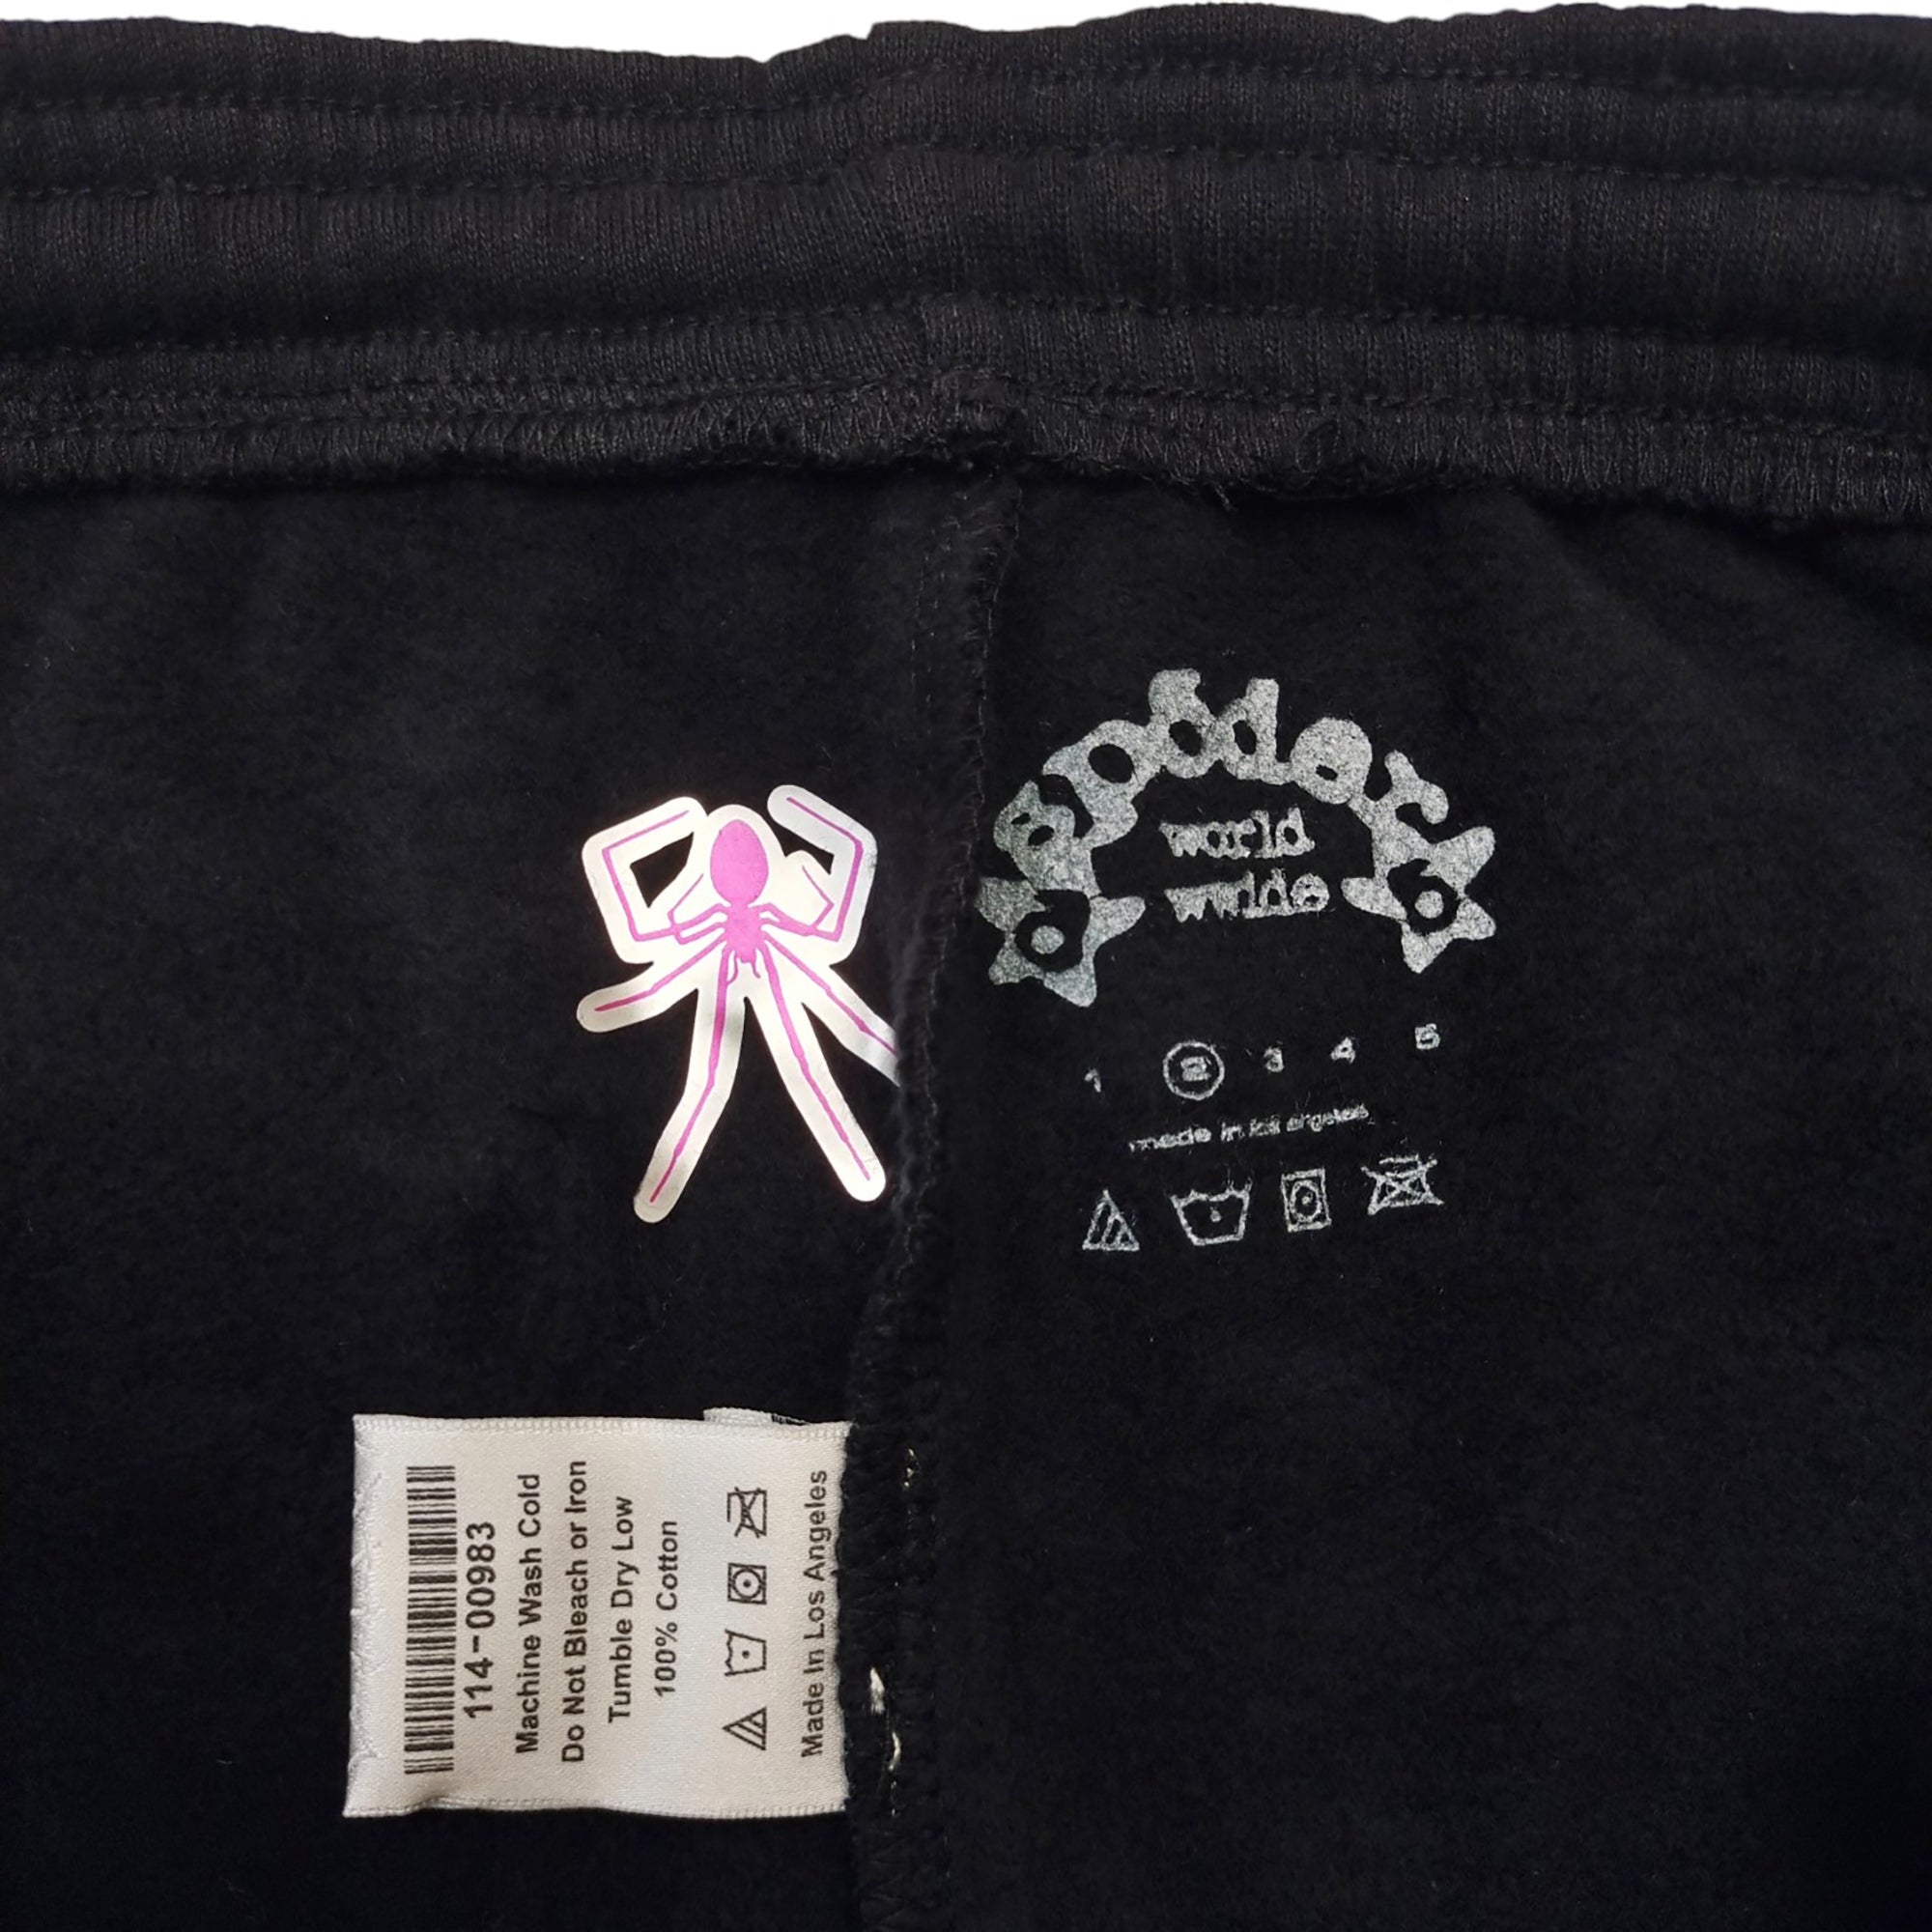 sp5der
world
wwide
1 2 3 4 5
made in los angeles
114-00983
Machine Wash Cold
Do Not Bleach or Iron
Tumble Dry Low
100% Cotton
Made In Los Angeles